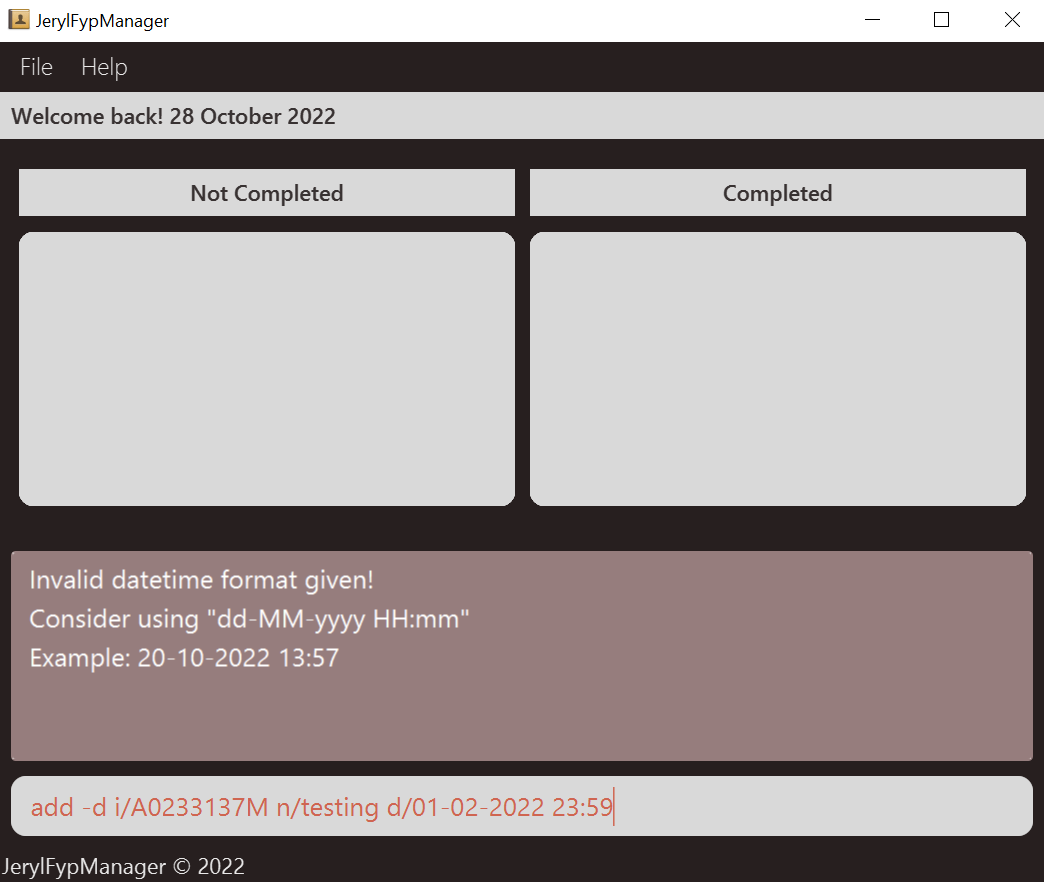 JerylFypManager
File Help
Welcome back! 28 October 2022
Not Completed
Completed
Invalid datetime format given!
Consider using "dd-MM-yyyy HH:mm"
Example: 20-10-2022 13:57
add -d i/A0233137M n/testing d/01-02-2022 23:59
JerylFypManager © 2022